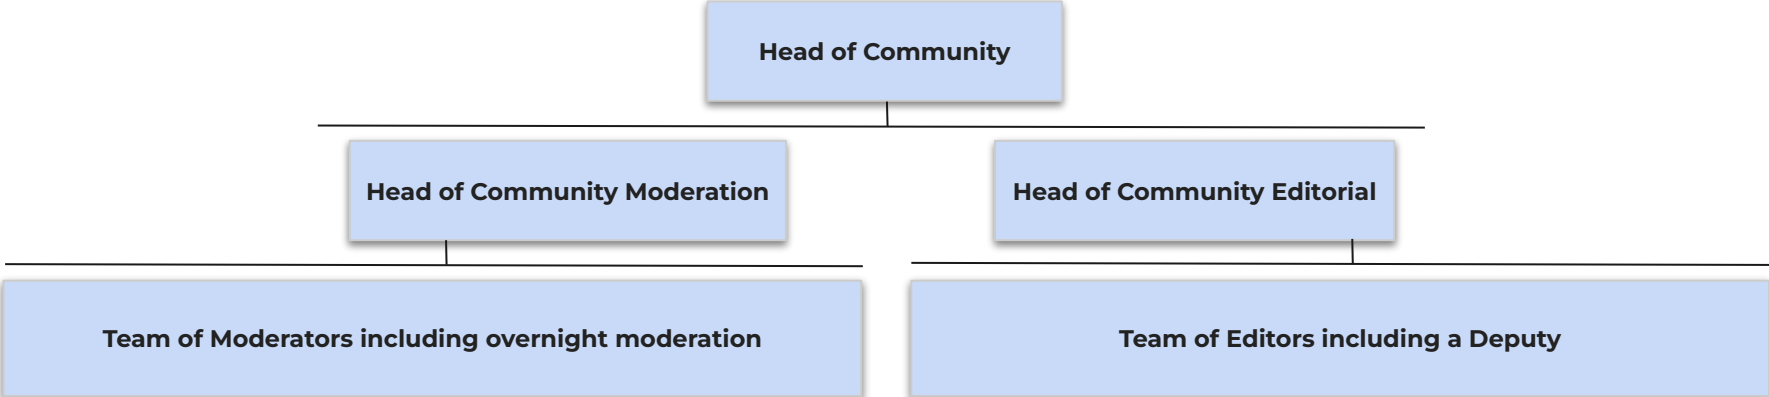 Head of Community
Head of Community Moderation
Head of Community Editorial
Team of Moderators including overnight moderation
Team of Editors including a Deputy